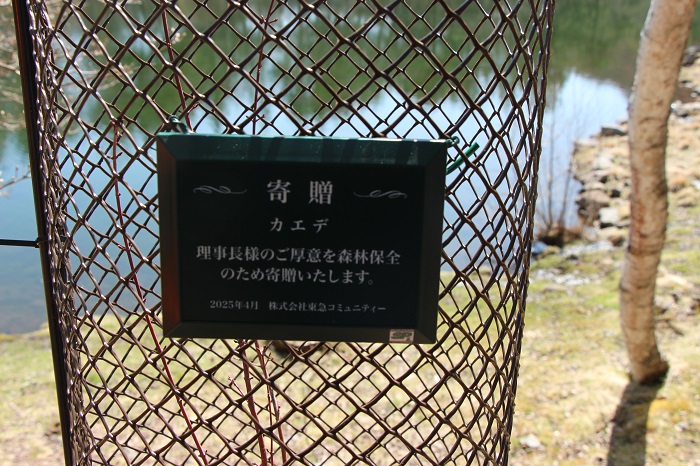 寄 贈
カエデ
理事長様のご厚意を森林保全
のため寄贈いたします。
2025年4月 株式会社東急コミュニティー